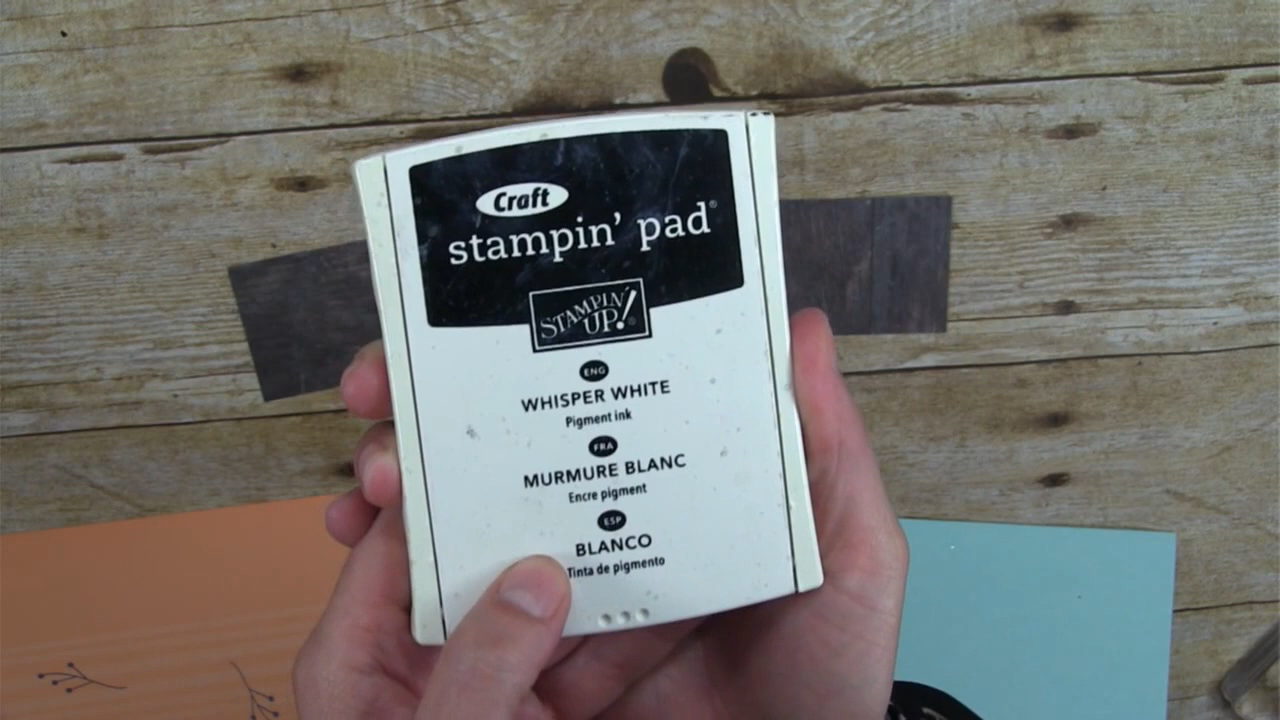 Craft
stampin' pad®
STAMPIN' UP!®
ENG
WHISPER WHITE
Pigment ink
FRA
MURMURE BLANC
Encre pigment
ESP
BLANCO
Tinta de pigmento